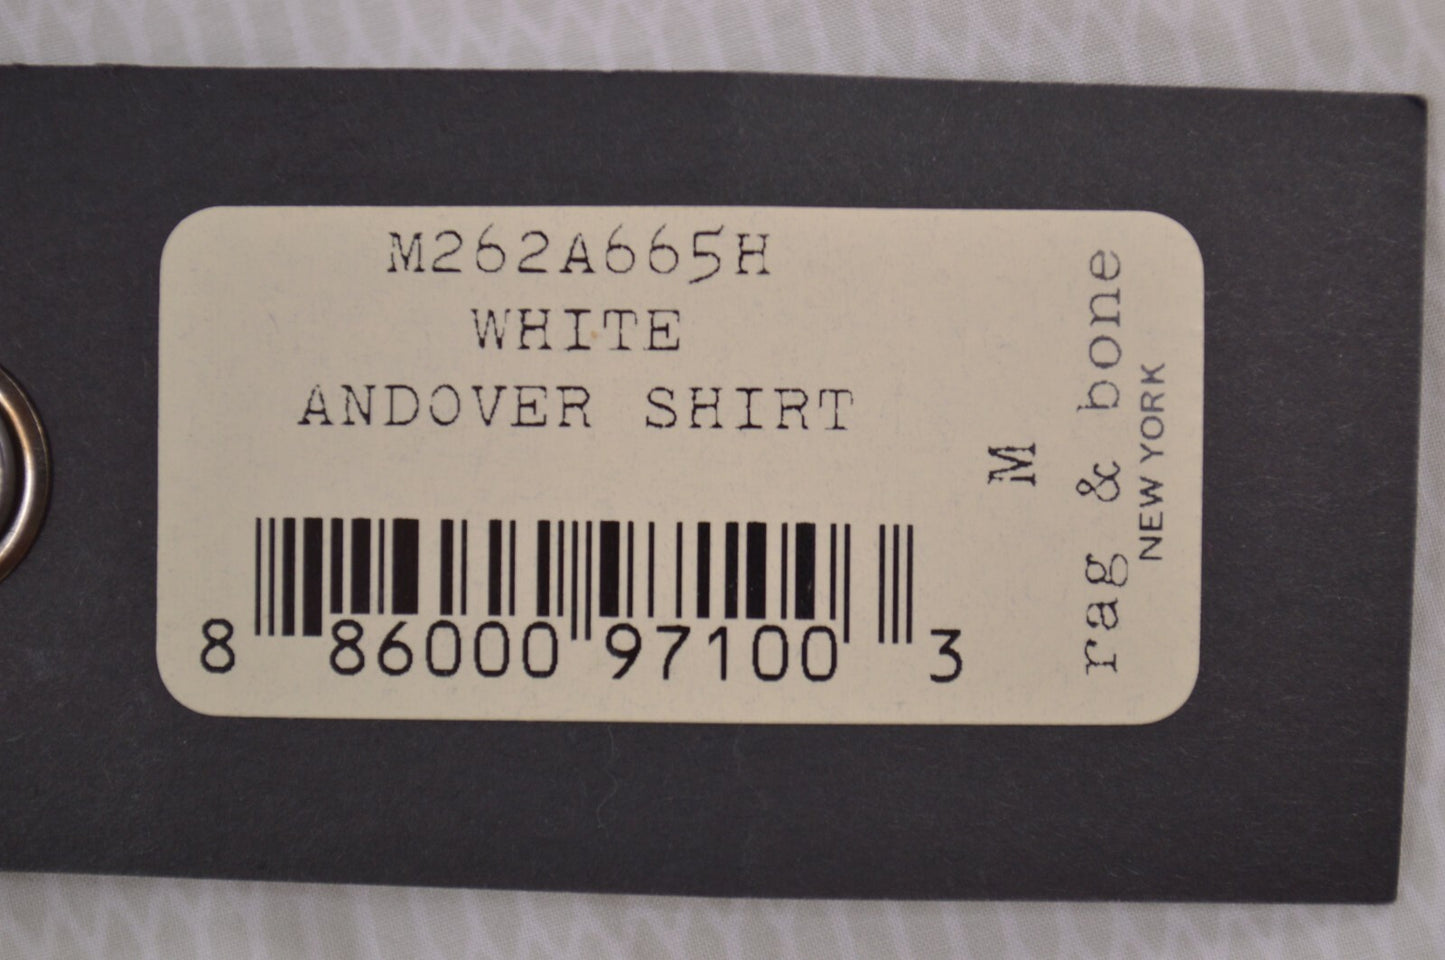 M262A665H
WHITE
ANDOVER SHIRT
8 86000 97100 3
M
rag & bone
NEW YORK